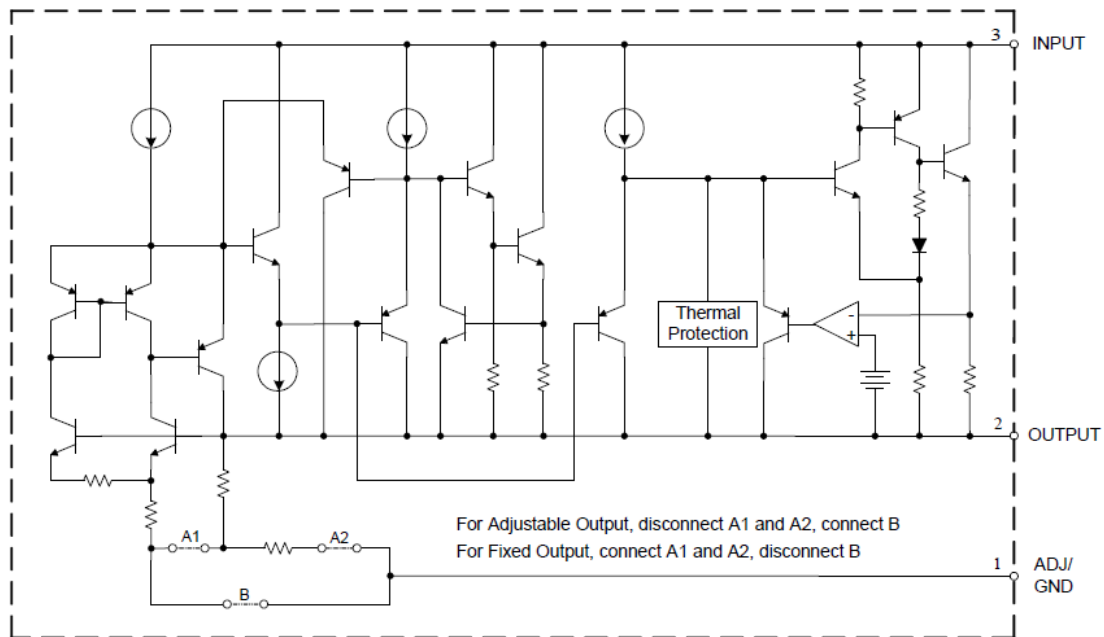 3
INPUT
Thermal
Protection
-
+
2
OUTPUT
For Adjustable Output, disconnect A1 and A2, connect B
For Fixed Output, connect A1 and A2, disconnect B
A1
A2
1
ADJ/
GND
B